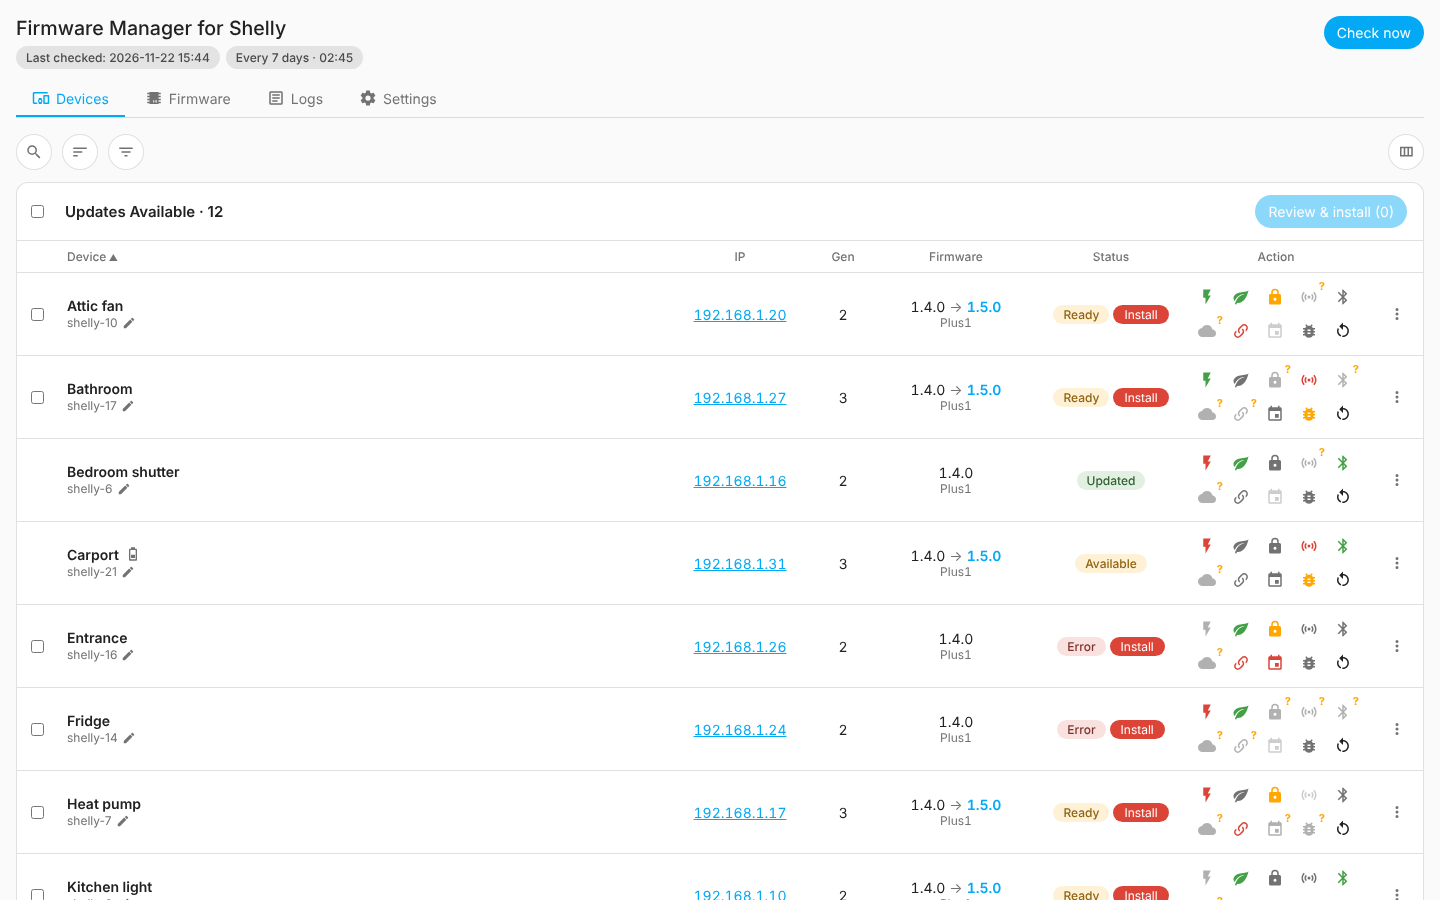 Firmware Manager for Shelly
Check now
Last checked: 2026-11-22 15:44
Every 7 days · 02:45
Devices
Firmware
Logs
Settings
Updates Available · 12
Review & install (0)
Device ▲ IP Gen Firmware Status Action
Attic fan
shelly-10
192.168.1.20 2 1.4.0 → 1.5.0
Plus1
Ready Install
? ?
Bathroom
shelly-17
192.168.1.27 3 1.4.0 → 1.5.0
Plus1
Ready Install
? ? ? ?
Bedroom shutter
shelly-6
192.168.1.16 2 1.4.0
Plus1
Updated
? ?
Carport
shelly-21
192.168.1.31 3 1.4.0 → 1.5.0
Plus1
Available
?
Entrance
shelly-16
192.168.1.26 2 1.4.0
Plus1
Error Install
?
Fridge
shelly-14
192.168.1.24 2 1.4.0
Plus1
Error Install
? ? ? ? ?
Heat pump
shelly-7
192.168.1.17 3 1.4.0 → 1.5.0
Plus1
Ready Install
? ? ?
Kitchen light
192.168.1.10 2 1.4.0 → 1.5.0
Ready Install